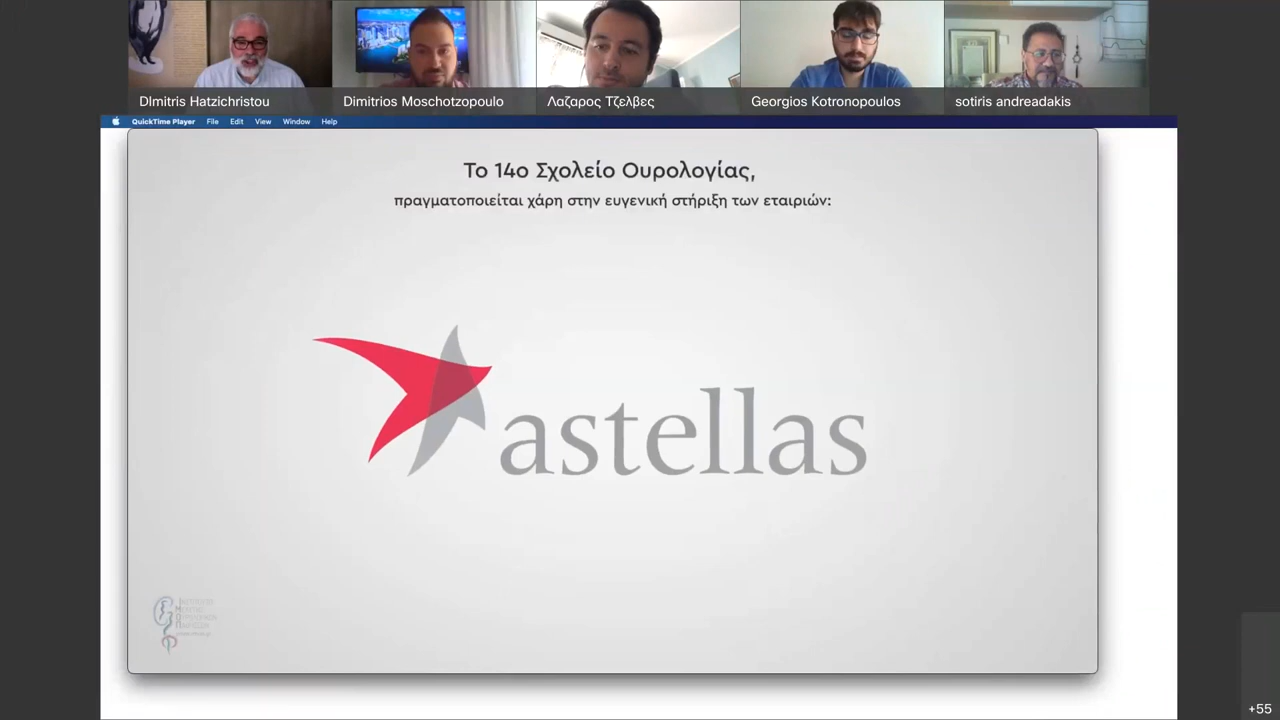 DImitris Hatzichristou
Dimitrios Moschotzopoulo
Λαζαρος Τζελβες
Georgios Kotronopoulos
sotiris andreadakis
QuickTime Player File Edit View Window Help
Το 14ο Σχολείο Ουρολογίας,
πραγματοποιείται χάρη στην ευγενική στήριξη των εταιριών:
astellas
+55